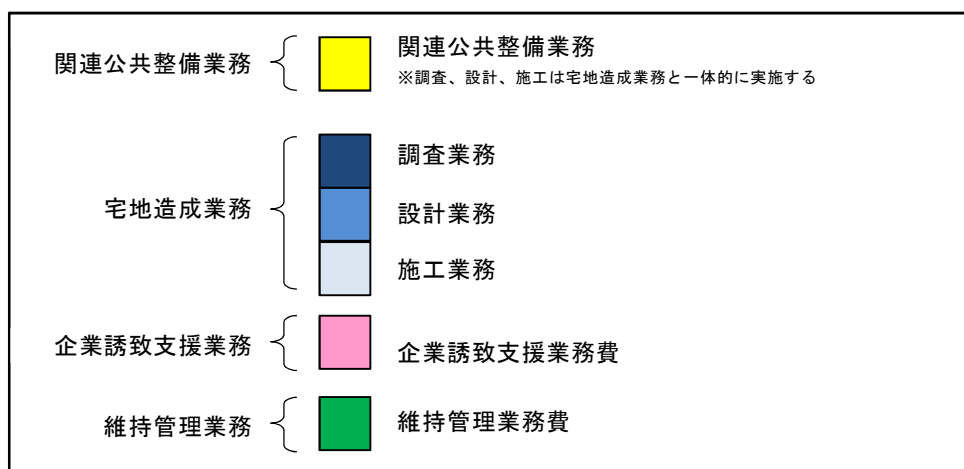 関連公共整備業務
関連公共整備業務
※調査、設計、施工は宅地造成業務と一体的に実施する
宅地造成業務
調査業務
設計業務
施工業務
企業誘致支援業務
企業誘致支援業務費
維持管理業務
維持管理業務費